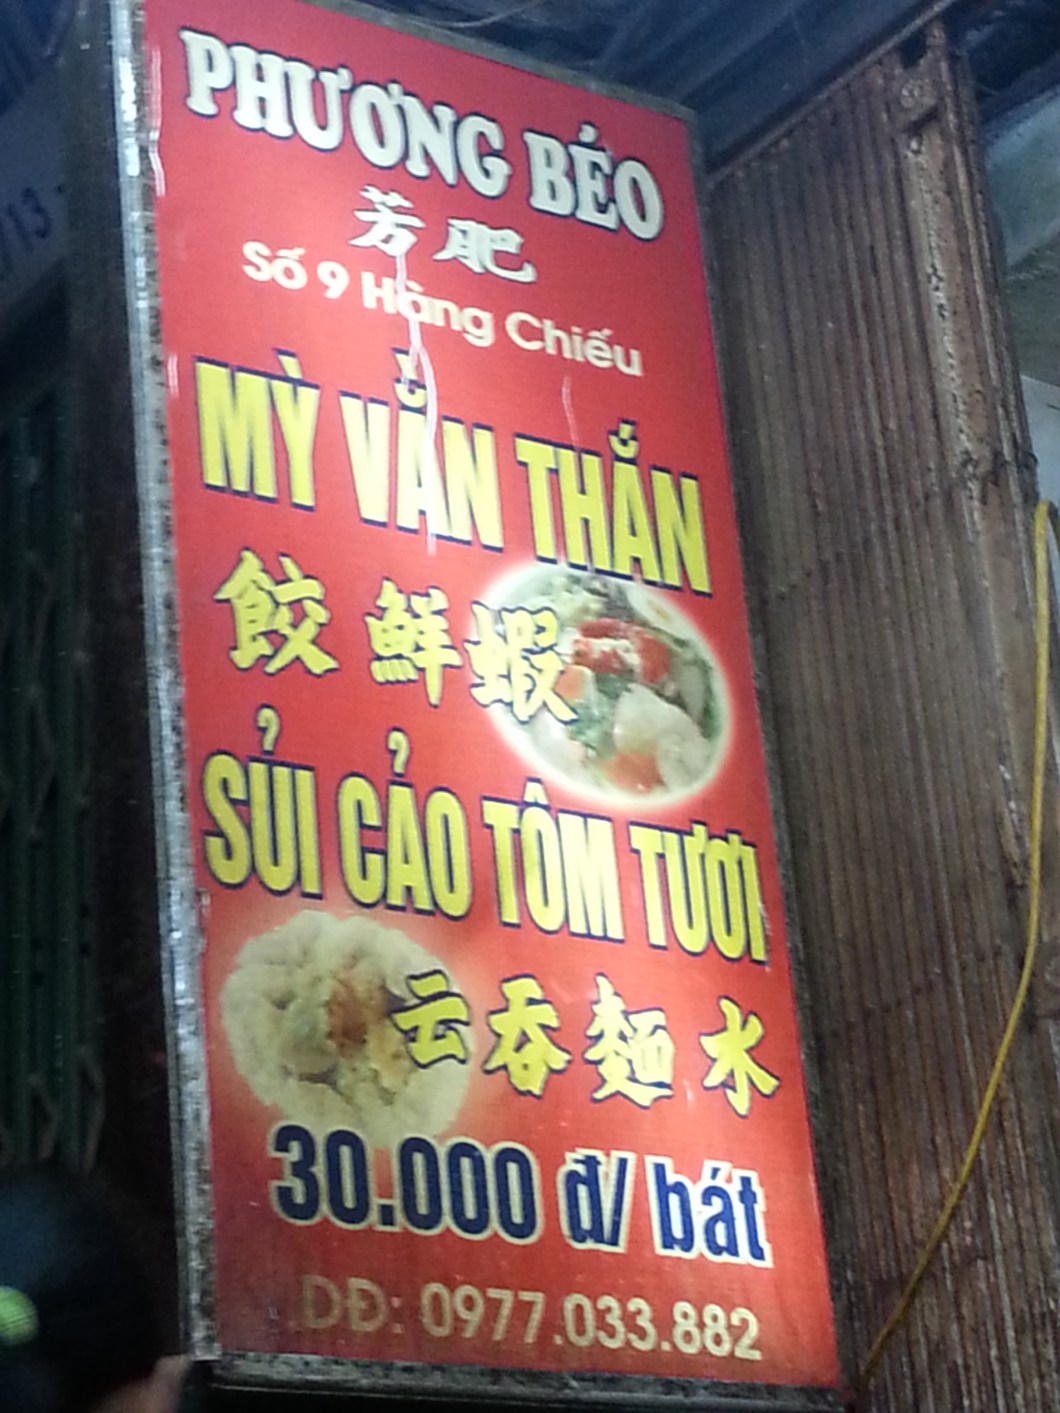 PHƯƠNG BÉO
芳肥
Số 9 Hàng Chiếu
MỲ VẰN THẮN
餃鮮蝦
SỦI CẢO TÔM TƯƠI
云吞麵水
30.000 đ/ bát
DĐ: 0977.033.882